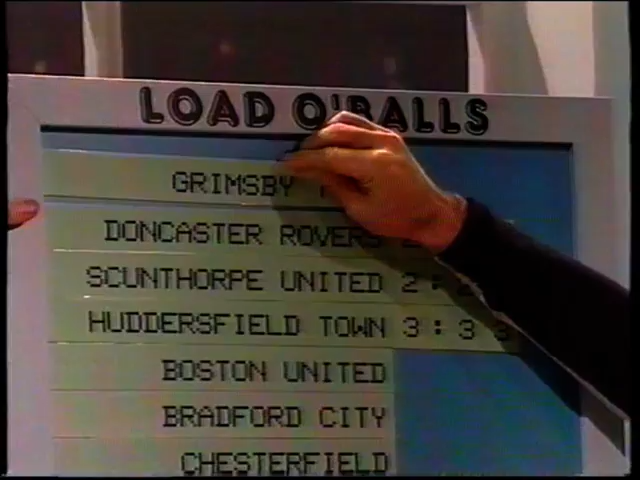 LOAD O'BALLS
GRIMSBY
DONCASTER ROVERS
SCUNTHORPE UNITED 2:
HUDDERSFIELD TOWN 3:3
BOSTON UNITED
BRADFORD CITY
CHESTERFIELD